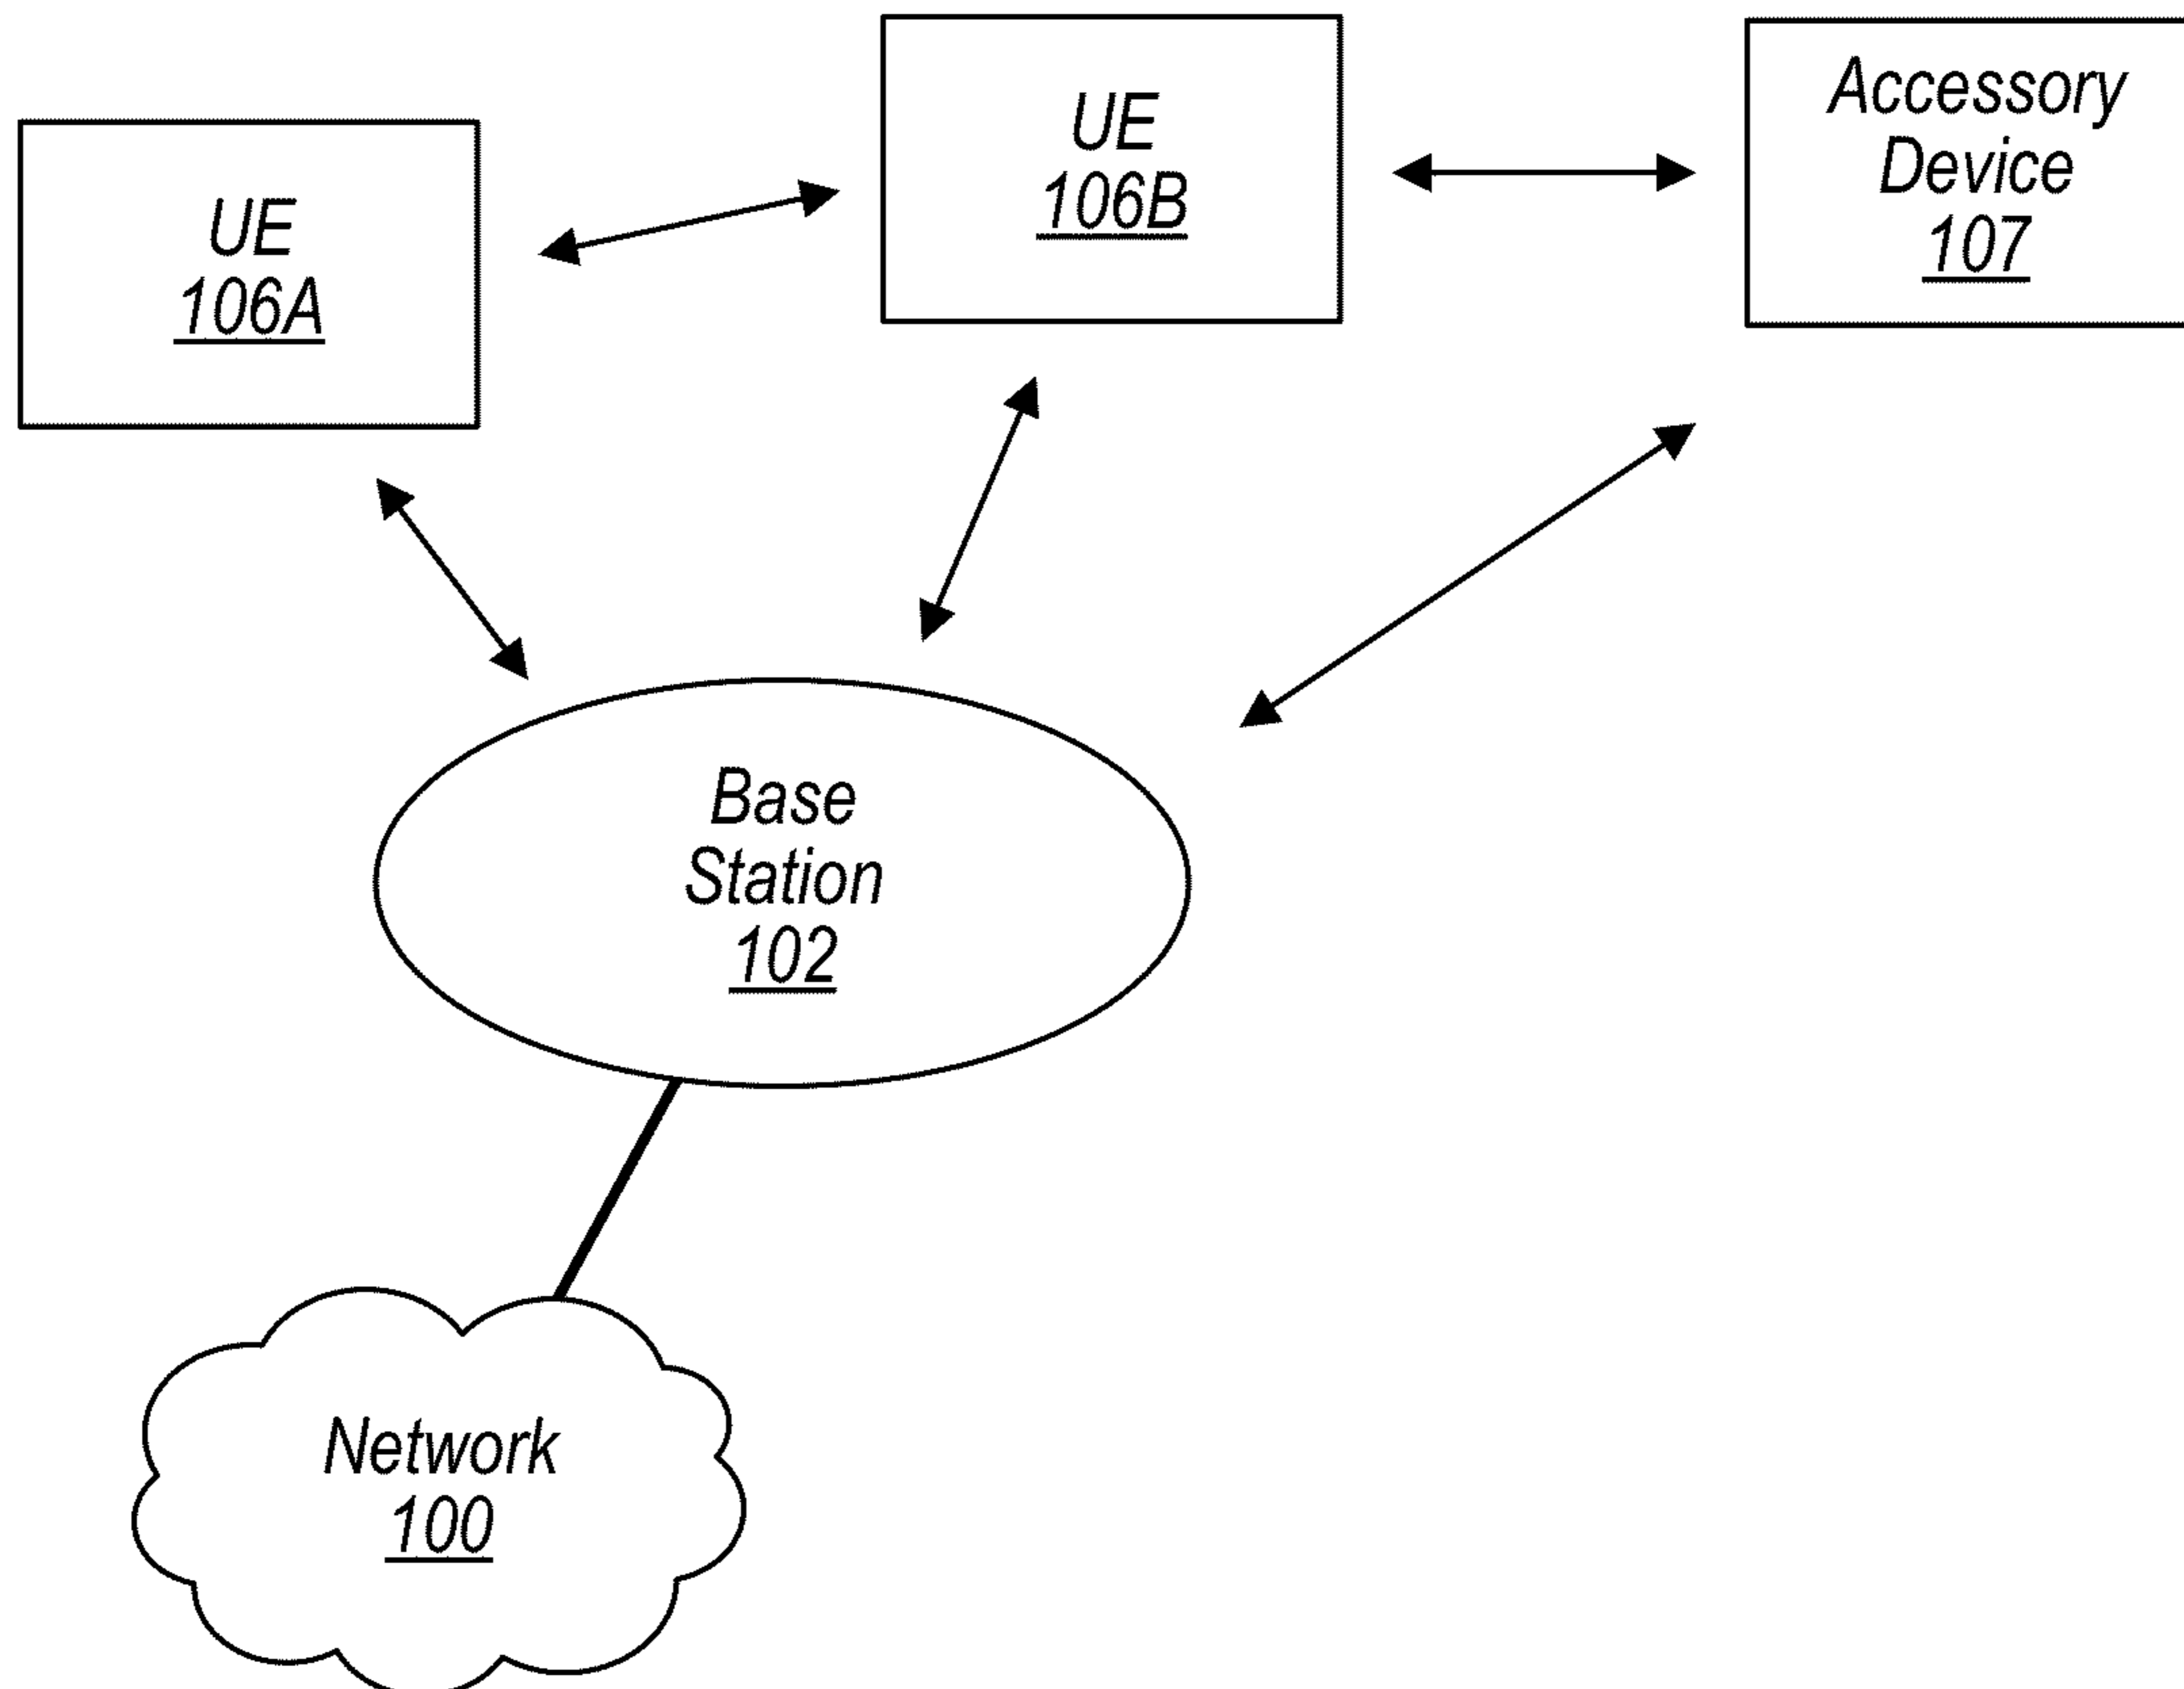 UE
106A
UE
106B
Accessory
Device
107
Base
Station
102
Network
100